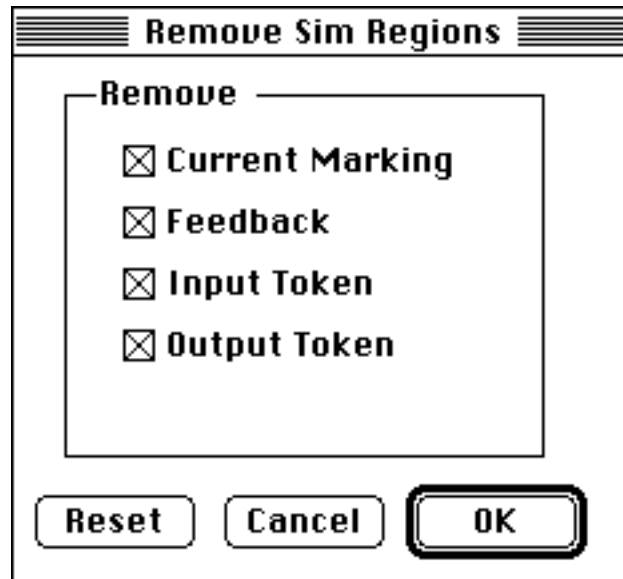 Remove Sim Regions
Remove
Current Marking
Feedback
Input Token
Output Token
Reset Cancel OK